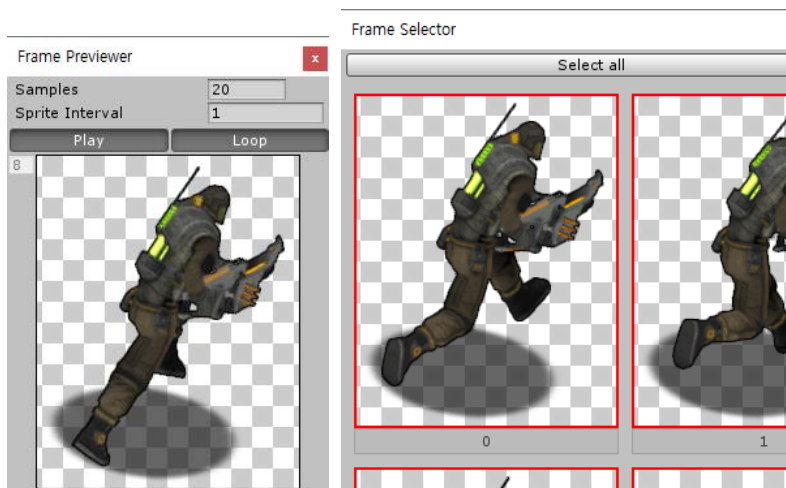 Frame Previewer
x
Samples 20
Sprite Interval 1
Play Loop
8
Frame Selector
Select all
0 1